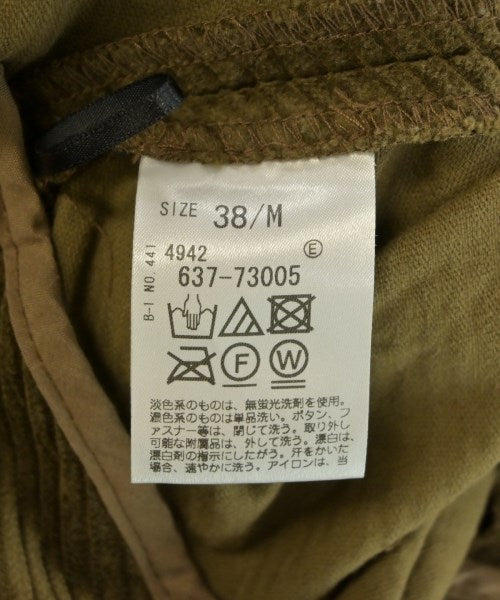 SIZE 38/M
B-I NO.441
4942 E
637-73005
F W
淡色系のものは、無蛍光洗剤を使用。
濃色系のものは単品洗い。ボタン、フ
ァスナー等は、閉じて洗う。取り外し
可能な附属品は、外して洗う。漂白は、
漂白剤の指示にしたがう。汗をかいた
場合、速やかに洗う。アイロンは、当